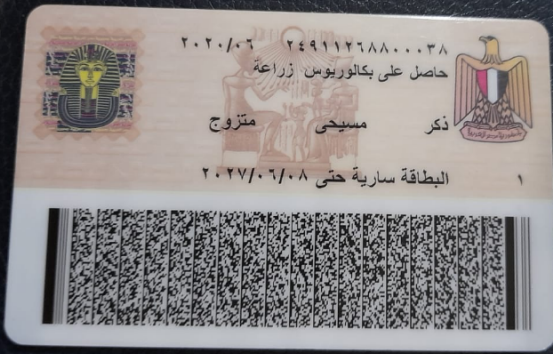 ٢٤٩١١٢٦٨٨٠٠٠٣٨ ٢٠٢٠/٠٦
حاصل على بكالوريوس زراعة
ذكر مسيحى متزوج
البطاقة سارية حتى ٢٠٢٧/٠٦/٠٨ ١